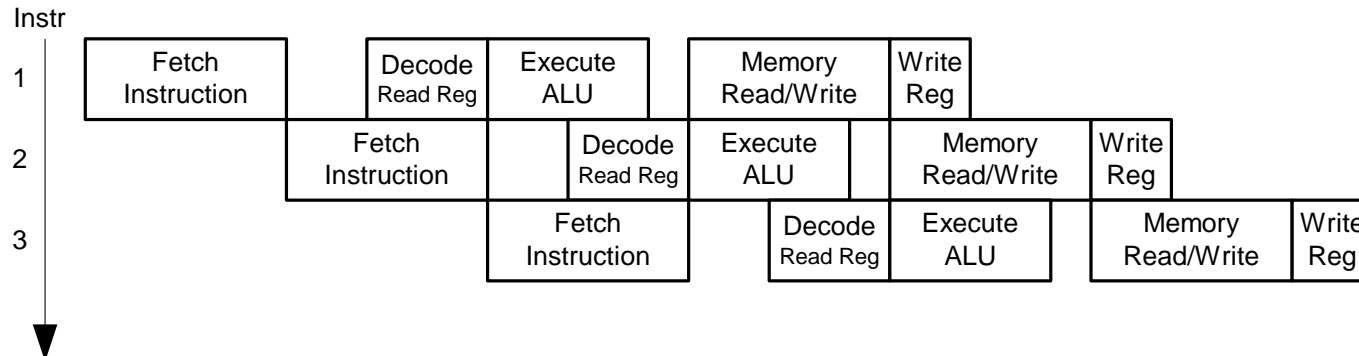 Instr
1
Fetch
Instruction
Decode
Read Reg
Execute
ALU
Memory
Read/Write
Write
Reg
2
Fetch
Instruction
Decode
Read Reg
Execute
ALU
Memory
Read/Write
Write
Reg
3
Fetch
Instruction
Decode
Read Reg
Execute
ALU
Memory
Read/Write
Write
Reg